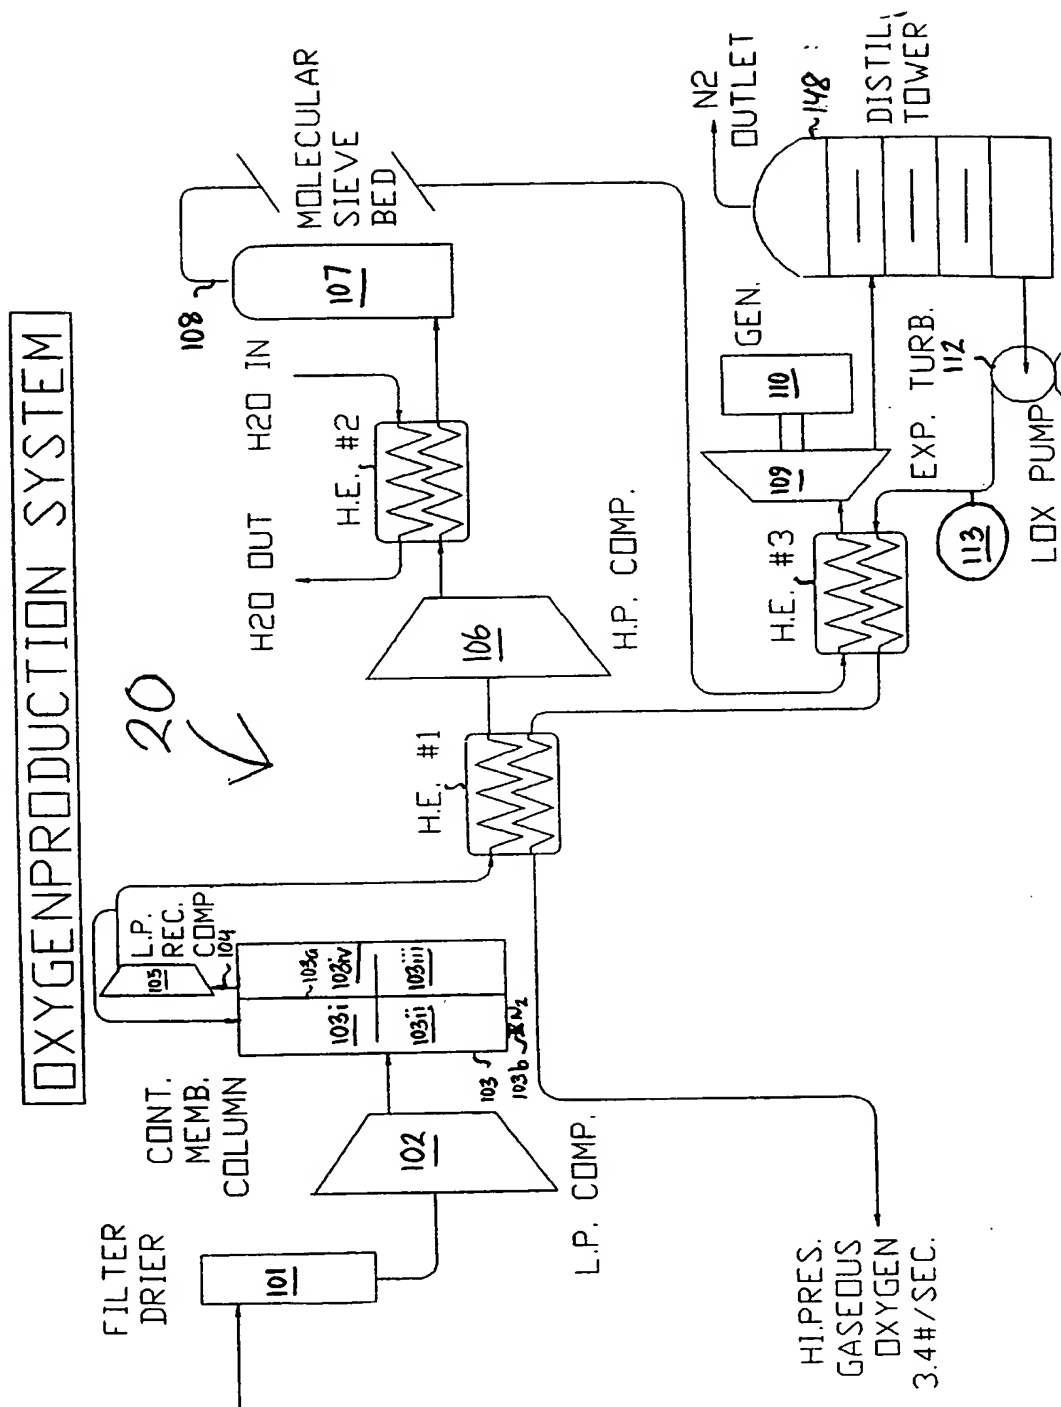 OXYGENPRODUCTION SYSTEM
20
FILTER
DRIER
101
CONT.
MEMB.
COLUMN
102
L.P. COMP.
103i
103ii
103a
103iv
103iii
103
103b
N2
104
103
L.P.
REC.
COMP
H.E. #1
106
H.P. COMP.
H2O OUT
H2O IN
H.E. #2
107
108
MOLECULAR
SIEVE
BED
H.E. #3
109
110
GEN.
EXP. TURB.
112
113
LOX PUMP
N2
OUTLET
148
TOWER
HI.PRES.
GASEOUS
OXYGEN
3.4#/SEC.